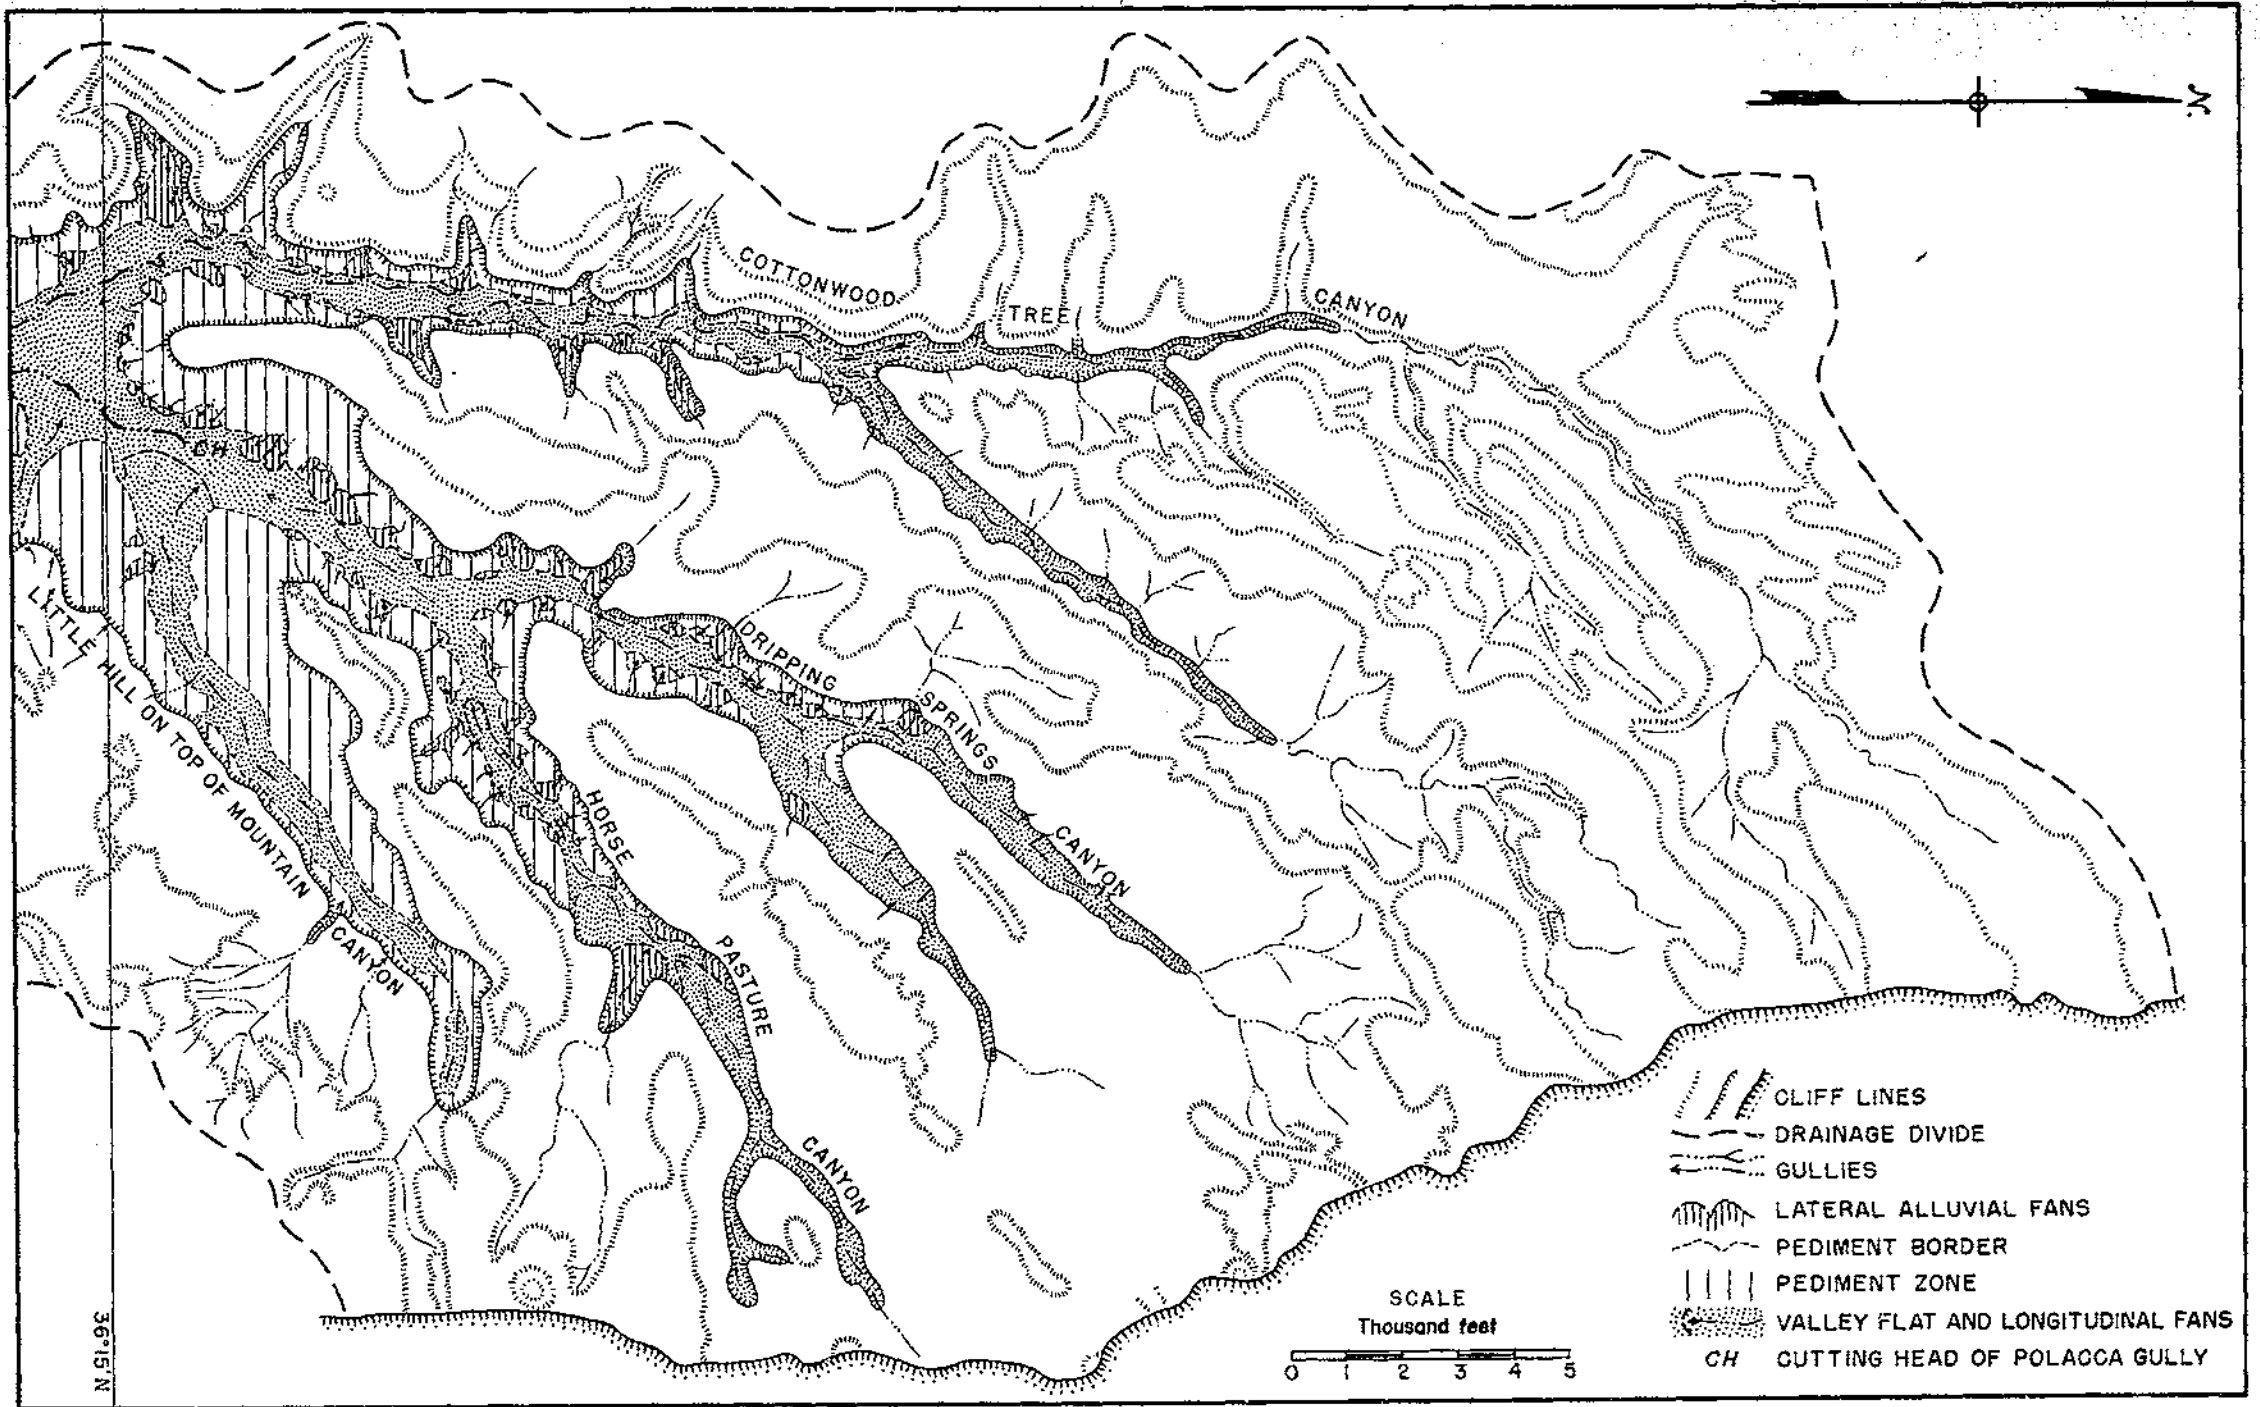 N.
COTTONWOOD
TREE
CANYON
CH
LITTLE HILL ON TOP OF MOUNTAIN
CANYON
DRIPPING
SPRINGS
CANYON
HORSE
PASTURE
CANYON
36°15' N
CLIFF LINES
DRAINAGE DIVIDE
GULLIES
LATERAL ALLUVIAL FANS
PEDIMENT BORDER
PEDIMENT ZONE
VALLEY FLAT AND LONGITUDINAL FANS
CH CUTTING HEAD OF POLACCA GULLY
SCALE
Thousand feet
0 1 2 3 4 5